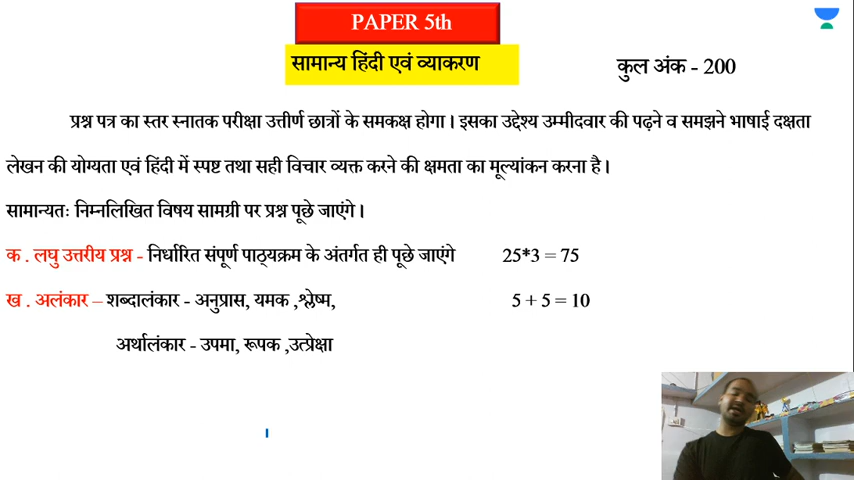 PAPER 5th
सामान्य हिंदी एवं व्याकरण
कुल अंक - 200
प्रश्न पत्र का स्तर स्नातक परीक्षा उत्तीर्ण छात्रों के समकक्ष होगा । इसका उद्देश्य उम्मीदवार की पढ़ने व समझने भाषाई दक्षता
लेखन की योग्यता एवं हिंदी में स्पष्ट तथा सही विचार व्यक्त करने की क्षमता का मूल्यांकन करना है ।
सामान्यतः निम्नलिखित विषय सामग्री पर प्रश्न पूछे जाएंगे ।
क . लघु उत्तरीय प्रश्न - निर्धारित संपूर्ण पाठ्यक्रम के अंतर्गत ही पूछे जाएंगे 25*3 = 75
ख . अलंकार – शब्दालंकार - अनुप्रास, यमक ,श्लेष्म, 5 + 5 = 10
अर्थालंकार - उपमा, रूपक ,उत्प्रेक्षा